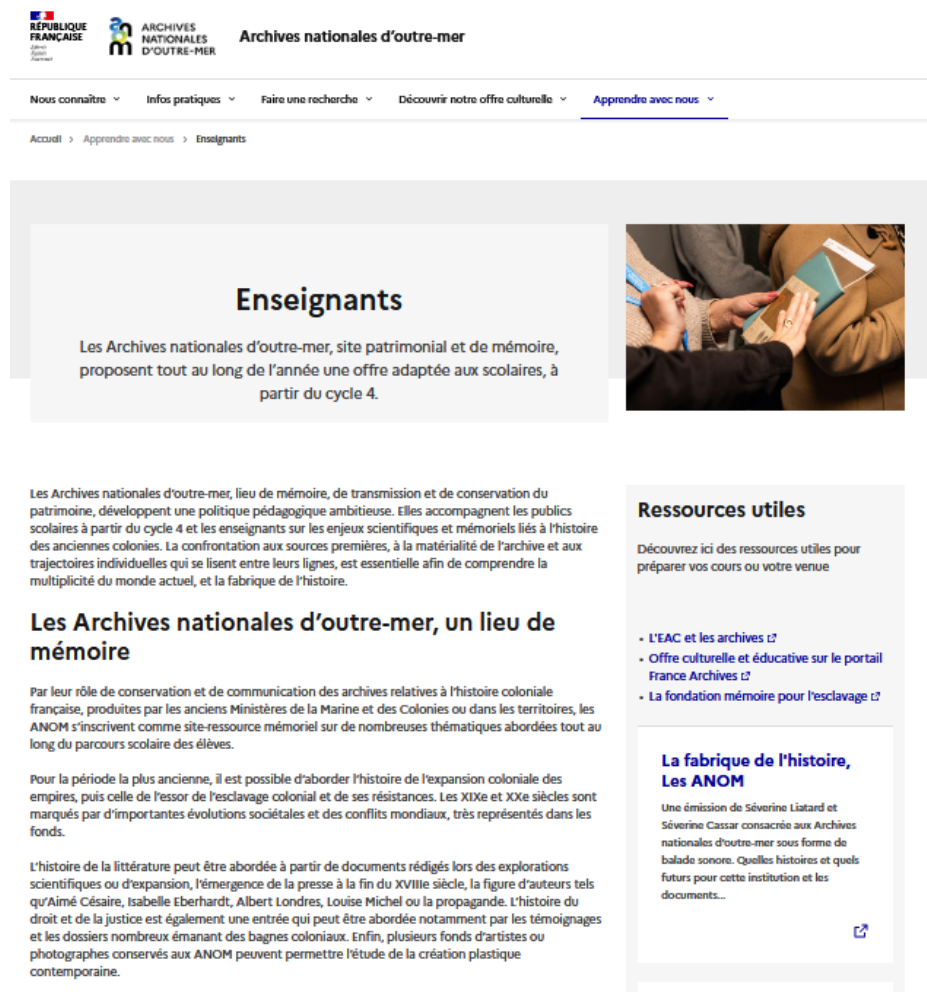 RÉPUBLIQUE
FRANÇAISE
Liberté
Égalité
Fraternité
ARCHIVES
NATIONALES
D'OUTRE-MER
Archives nationales d'outre-mer
Nous connaître
Infos pratiques
Faire une recherche
Découvrir notre offre culturelle
Apprendre avec nous
Accueil > Apprendre avec nous > Enseignants
Enseignants
Les Archives nationales d'outre-mer, site patrimonial et de mémoire,
proposent tout au long de l'année une offre adaptée aux scolaires, à
partir du cycle 4.
Les Archives nationales d'outre-mer, lieu de mémoire, de transmission et de conservation du
patrimoine, développent une politique pédagogique ambitieuse. Elles accompagnent les publics
scolaires à partir du cycle 4 et les enseignants sur les enjeux scientifiques et mémoriels liés à l'histoire
des anciennes colonies. La confrontation aux sources premières, à la matérialité de l'archive et aux
trajectoires individuelles qui se lisent entre leurs lignes, est essentielle afin de comprendre la
multiplicité du monde actuel, et la fabrique de l'histoire.
Les Archives nationales d'outre-mer, un lieu de
mémoire
Par leur rôle de conservation et de communication des archives relatives à l'histoire coloniale
française, produites par les anciens Ministères de la Marine et des Colonies ou dans les territoires, les
ANOM s'inscrivent comme site-ressource mémoriel sur de nombreuses thématiques abordées tout au
long du parcours scolaire des élèves.
Pour la période la plus ancienne, il est possible d'aborder l'histoire de l'expansion coloniale des
empires, puis celle de l'essor de l'esclavage colonial et de ses résistances. Les XIXe et XXe siècles sont
marqués par d'importantes évolutions sociétales et des conflits mondiaux, très représentés dans les
fonds.
L'histoire de la littérature peut être abordée à partir de documents rédigés lors des explorations
scientifiques ou d'expansion, l'émergence de la presse à la fin du XVIIIe siècle, la figure d'auteurs tels
qu'Aimé Césaire, Isabelle Eberhardt, Albert Londres, Louise Michel ou la propagande. L'histoire du
droit et de la justice est également une entrée qui peut être abordée notamment par les témoignages
et les dossiers nombreux émanant des bagnes coloniaux. Enfin, plusieurs fonds d'artistes ou
photographes conservés aux ANOM peuvent permettre l'étude de la création plastique
contemporaine.
Ressources utiles
Découvrez ici des ressources utiles pour
préparer vos cours ou votre venue
L'EAC et les archives
Offre culturelle et éducative sur le portail
France Archives
La fondation mémoire pour l'esclavage
La fabrique de l'histoire,
Les ANOM
Une émission de Séverine Liatard et
Séverine Cassar consacrée aux Archives
nationales d'outre-mer sous forme de
balade sonore. Quelles histoires et quels
futurs pour cette institution et les
documents...